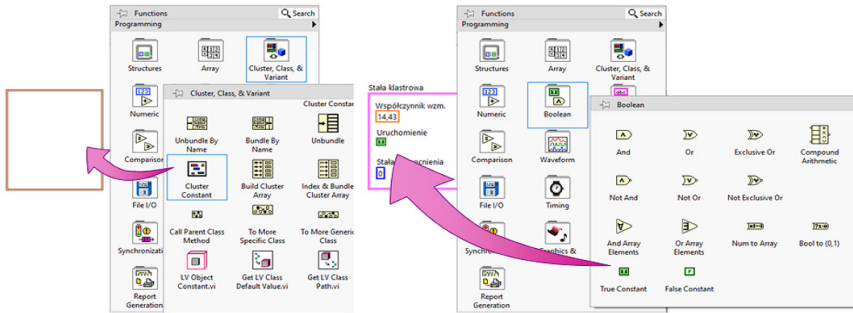 Functions
Search
Programming
Structures
Array
Cluster, Class, &
Variant
Numeric
Comparison
File I/O
Report
Generation
Cluster, Class, & Variant
Unbundle By
Name
Bundle By
Name
Unbundle
Cluster
Constant
Build Cluster
Array
Index & Bundle
Cluster Array
Call Parent Class
Method
To More
Specific Class
To More Generic
Class
LV Object
Constant.vi
Get LV Class
Default Value.vi
Get LV Class
Path.vi
Stała klastrowa
Współczynnik wzm.
14,43
Uruchomienie
0
Functions
Search
Programming
Structures
Array
Cluster, Class, &
Variant
Numeric
Boolean
Comparison
Waveform
File I/O
Timing
Report
Generation
Boolean
And
Or
Exclusive Or
Compound
Arithmetic
Not And
Not Or
Not Exclusive Or
And Array
Elements
Or Array
Elements
Num to Array
Bool to (0,1)
True Constant
False Constant